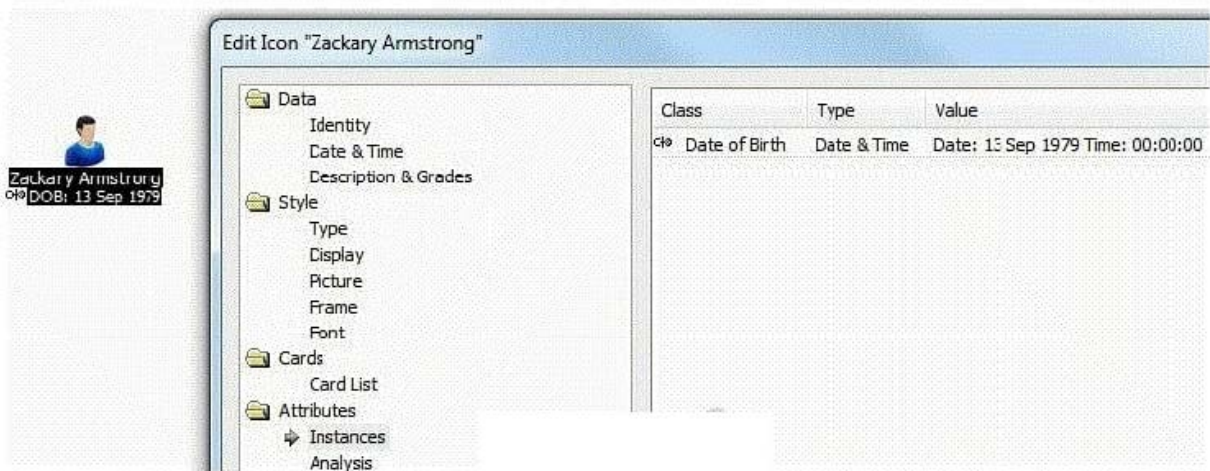 Edit Icon "Zackary Armstrong"
Zackary Armstrong
DOB: 13 Sep 1979
Data
Identity
Date & Time
Description & Grades
Style
Type
Display
Picture
Frame
Font
Cards
Card List
Attributes
Instances
Analysis
Class Type Value
Date of Birth Date & Time Date: 13 Sep 1979 Time: 00:00:00